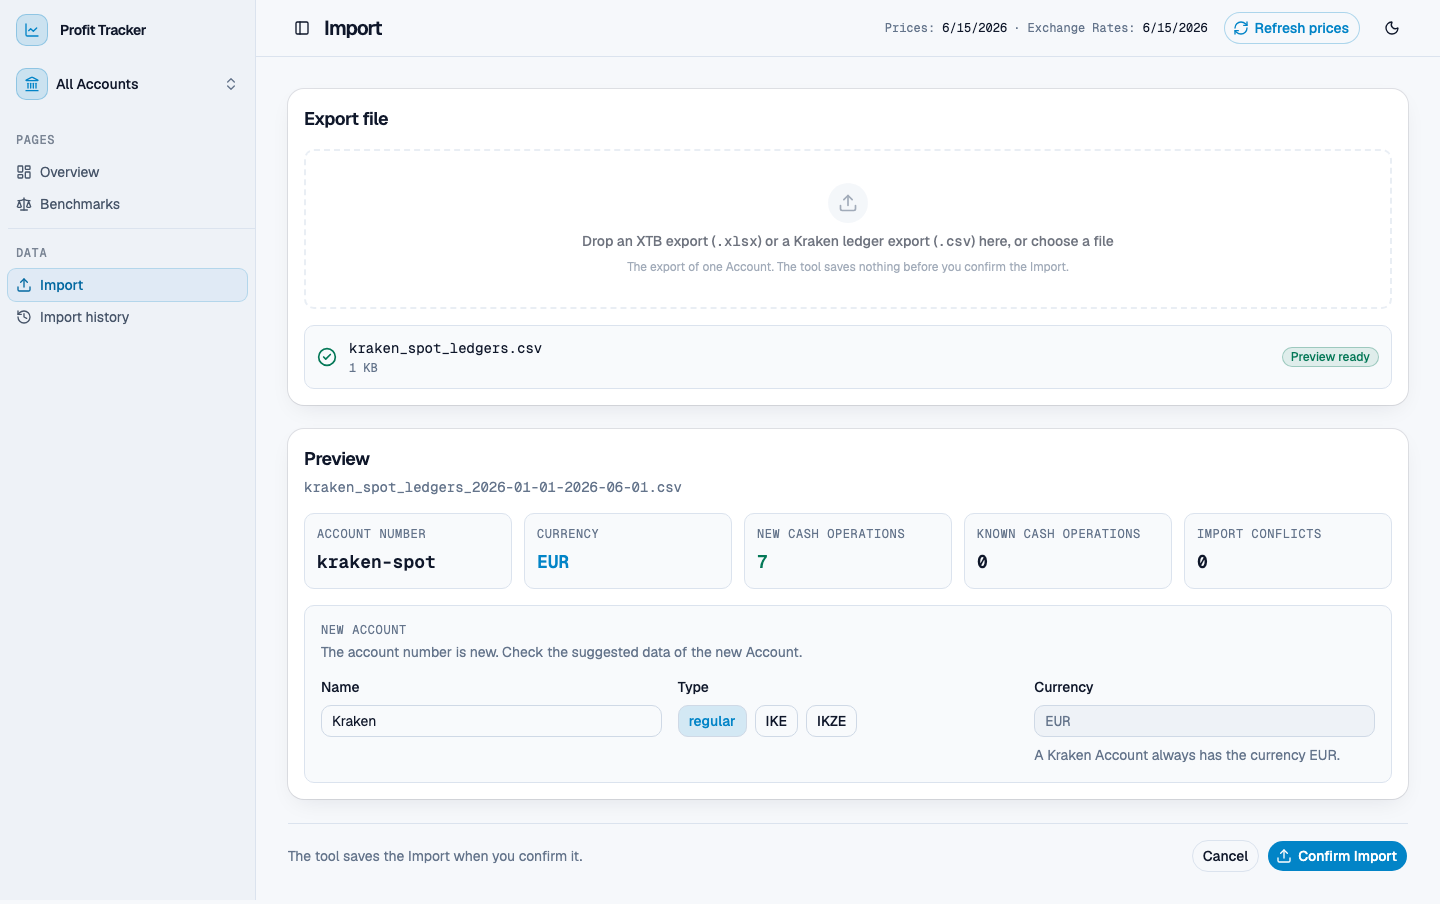 Profit Tracker
All Accounts
PAGES
Overview
Benchmarks
DATA
Import
Import history
Import
Prices: 6/15/2026 · Exchange Rates: 6/15/2026
Refresh prices
Export file
Drop an XTB export (.xlsx) or a Kraken ledger export (.csv) here, or choose a file
The export of one Account. The tool saves nothing before you confirm the Import.
kraken_spot_ledgers.csv
1 KB
Preview ready
Preview
kraken_spot_ledgers_2026-01-01-2026-06-01.csv
ACCOUNT NUMBER
kraken-spot
CURRENCY
EUR
NEW CASH OPERATIONS
7
KNOWN CASH OPERATIONS
0
IMPORT CONFLICTS
0
NEW ACCOUNT
The account number is new. Check the suggested data of the new Account.
Name
Kraken
Type
regular
IKE
IKZE
Currency
EUR
A Kraken Account always has the currency EUR.
The tool saves the Import when you confirm it.
Cancel
Confirm Import